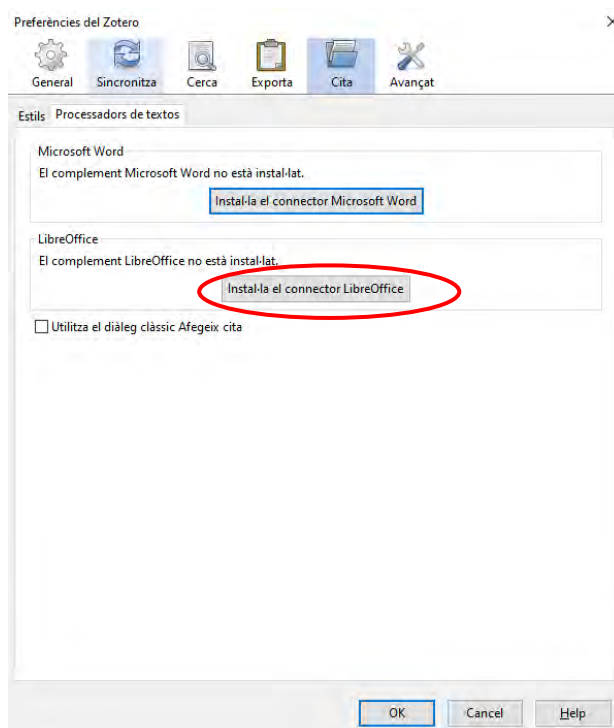 Preferències del Zotero
General Sincronitza Cerca Exporta Cita Avançat
Estils Processadors de textos
Microsoft Word
El complement Microsoft Word no està instal·lat.
Instal·la el connector Microsoft Word
LibreOffice
El complement LibreOffice no està instal·lat.
Instal·la el connector LibreOffice
Utilitza el diàleg clàssic Afegeix cita
OK Cancel Help